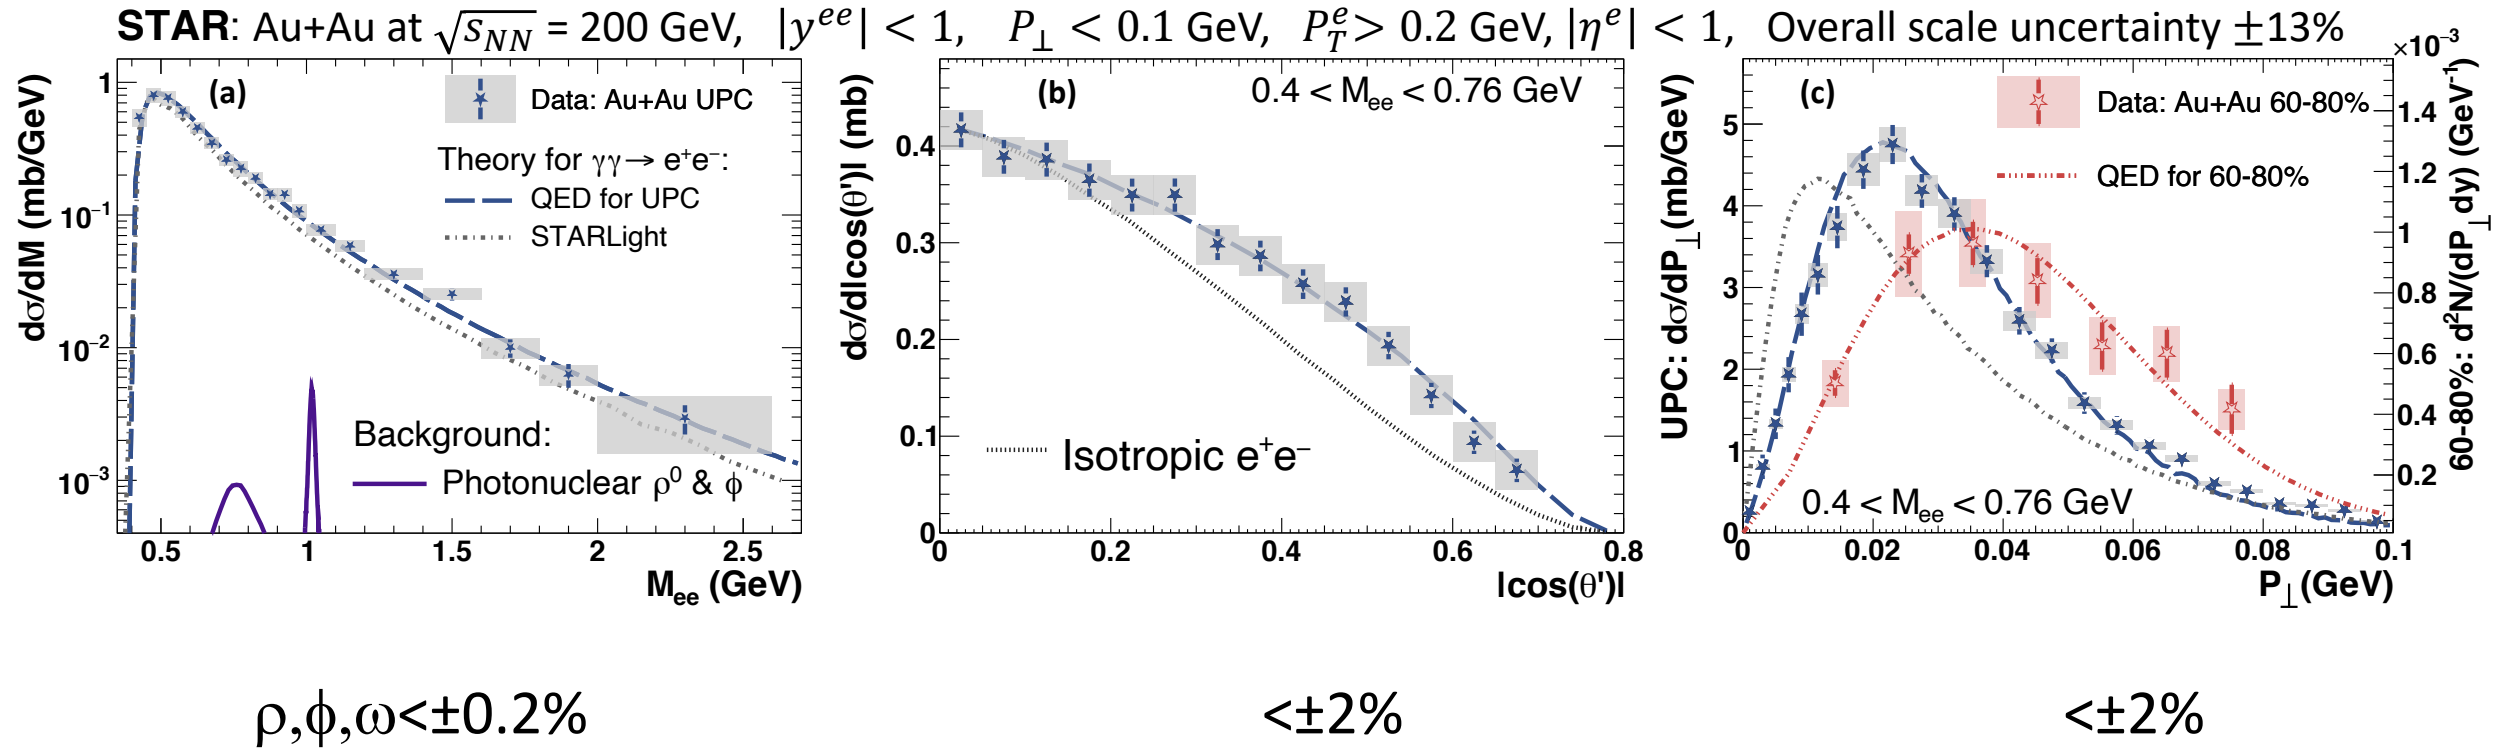 STAR: Au+Au at √s_NN = 200 GeV, |y^ee| < 1, P_⊥ < 0.1 GeV, P_T^e > 0.2 GeV, |η^e| < 1, Overall scale uncertainty ±13%
(a)
Data: Au+Au UPC
Theory for γγ→ e⁺e⁻:
QED for UPC
STARLight
Background:
Photonuclear ρ⁰ & ϕ
dσ/dM (mb/GeV)
1
10⁻¹
10⁻²
10⁻³
0.5 1 1.5 2 2.5
M_ee (GeV)
(b)
0.4 < M_ee < 0.76 GeV
Isotropic e⁺e⁻
dσ/d|cos(θ')| (mb)
0.4
0.3
0.2
0.1
0
0 0.2 0.4 0.6 0.8
|cos(θ')|
(c)
×10⁻³
Data: Au+Au 60-80%
QED for 60-80%
0.4 < M_ee < 0.76 GeV
UPC: dσ/dP_⊥ (mb/GeV)
5
4
3
2
1
0
60-80%: d²N/(dP_⊥ dy) (GeV⁻¹)
1.4
1.2
1
0.8
0.6
0.4
0.2
0 0.02 0.04 0.06 0.08 0.1
P_⊥(GeV)
ρ,ϕ,ω<±0.2%
<±2%
<±2%